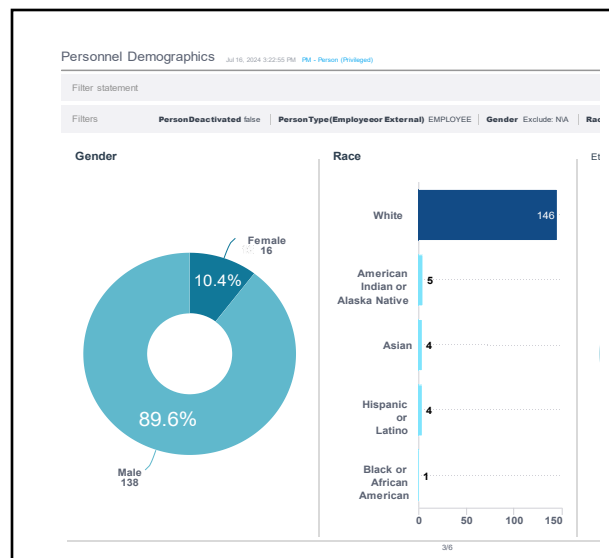 Personnel Demographics Jul 16, 2024 3:22:55 PM PM - Person (Privileged)
Filter statement
Filters PersonDeactivated false PersonType(Employeeor External) EMPLOYEE Gender Exclude: N\A Rac
Gender
Female
16
10.4%
89.6%
Male
138
Race
White
146
American
Indian or
Alaska Native
5
Asian
4
Hispanic
or
Latino
4
Black or
African
American
1
0 50 100 150
Et
3/6